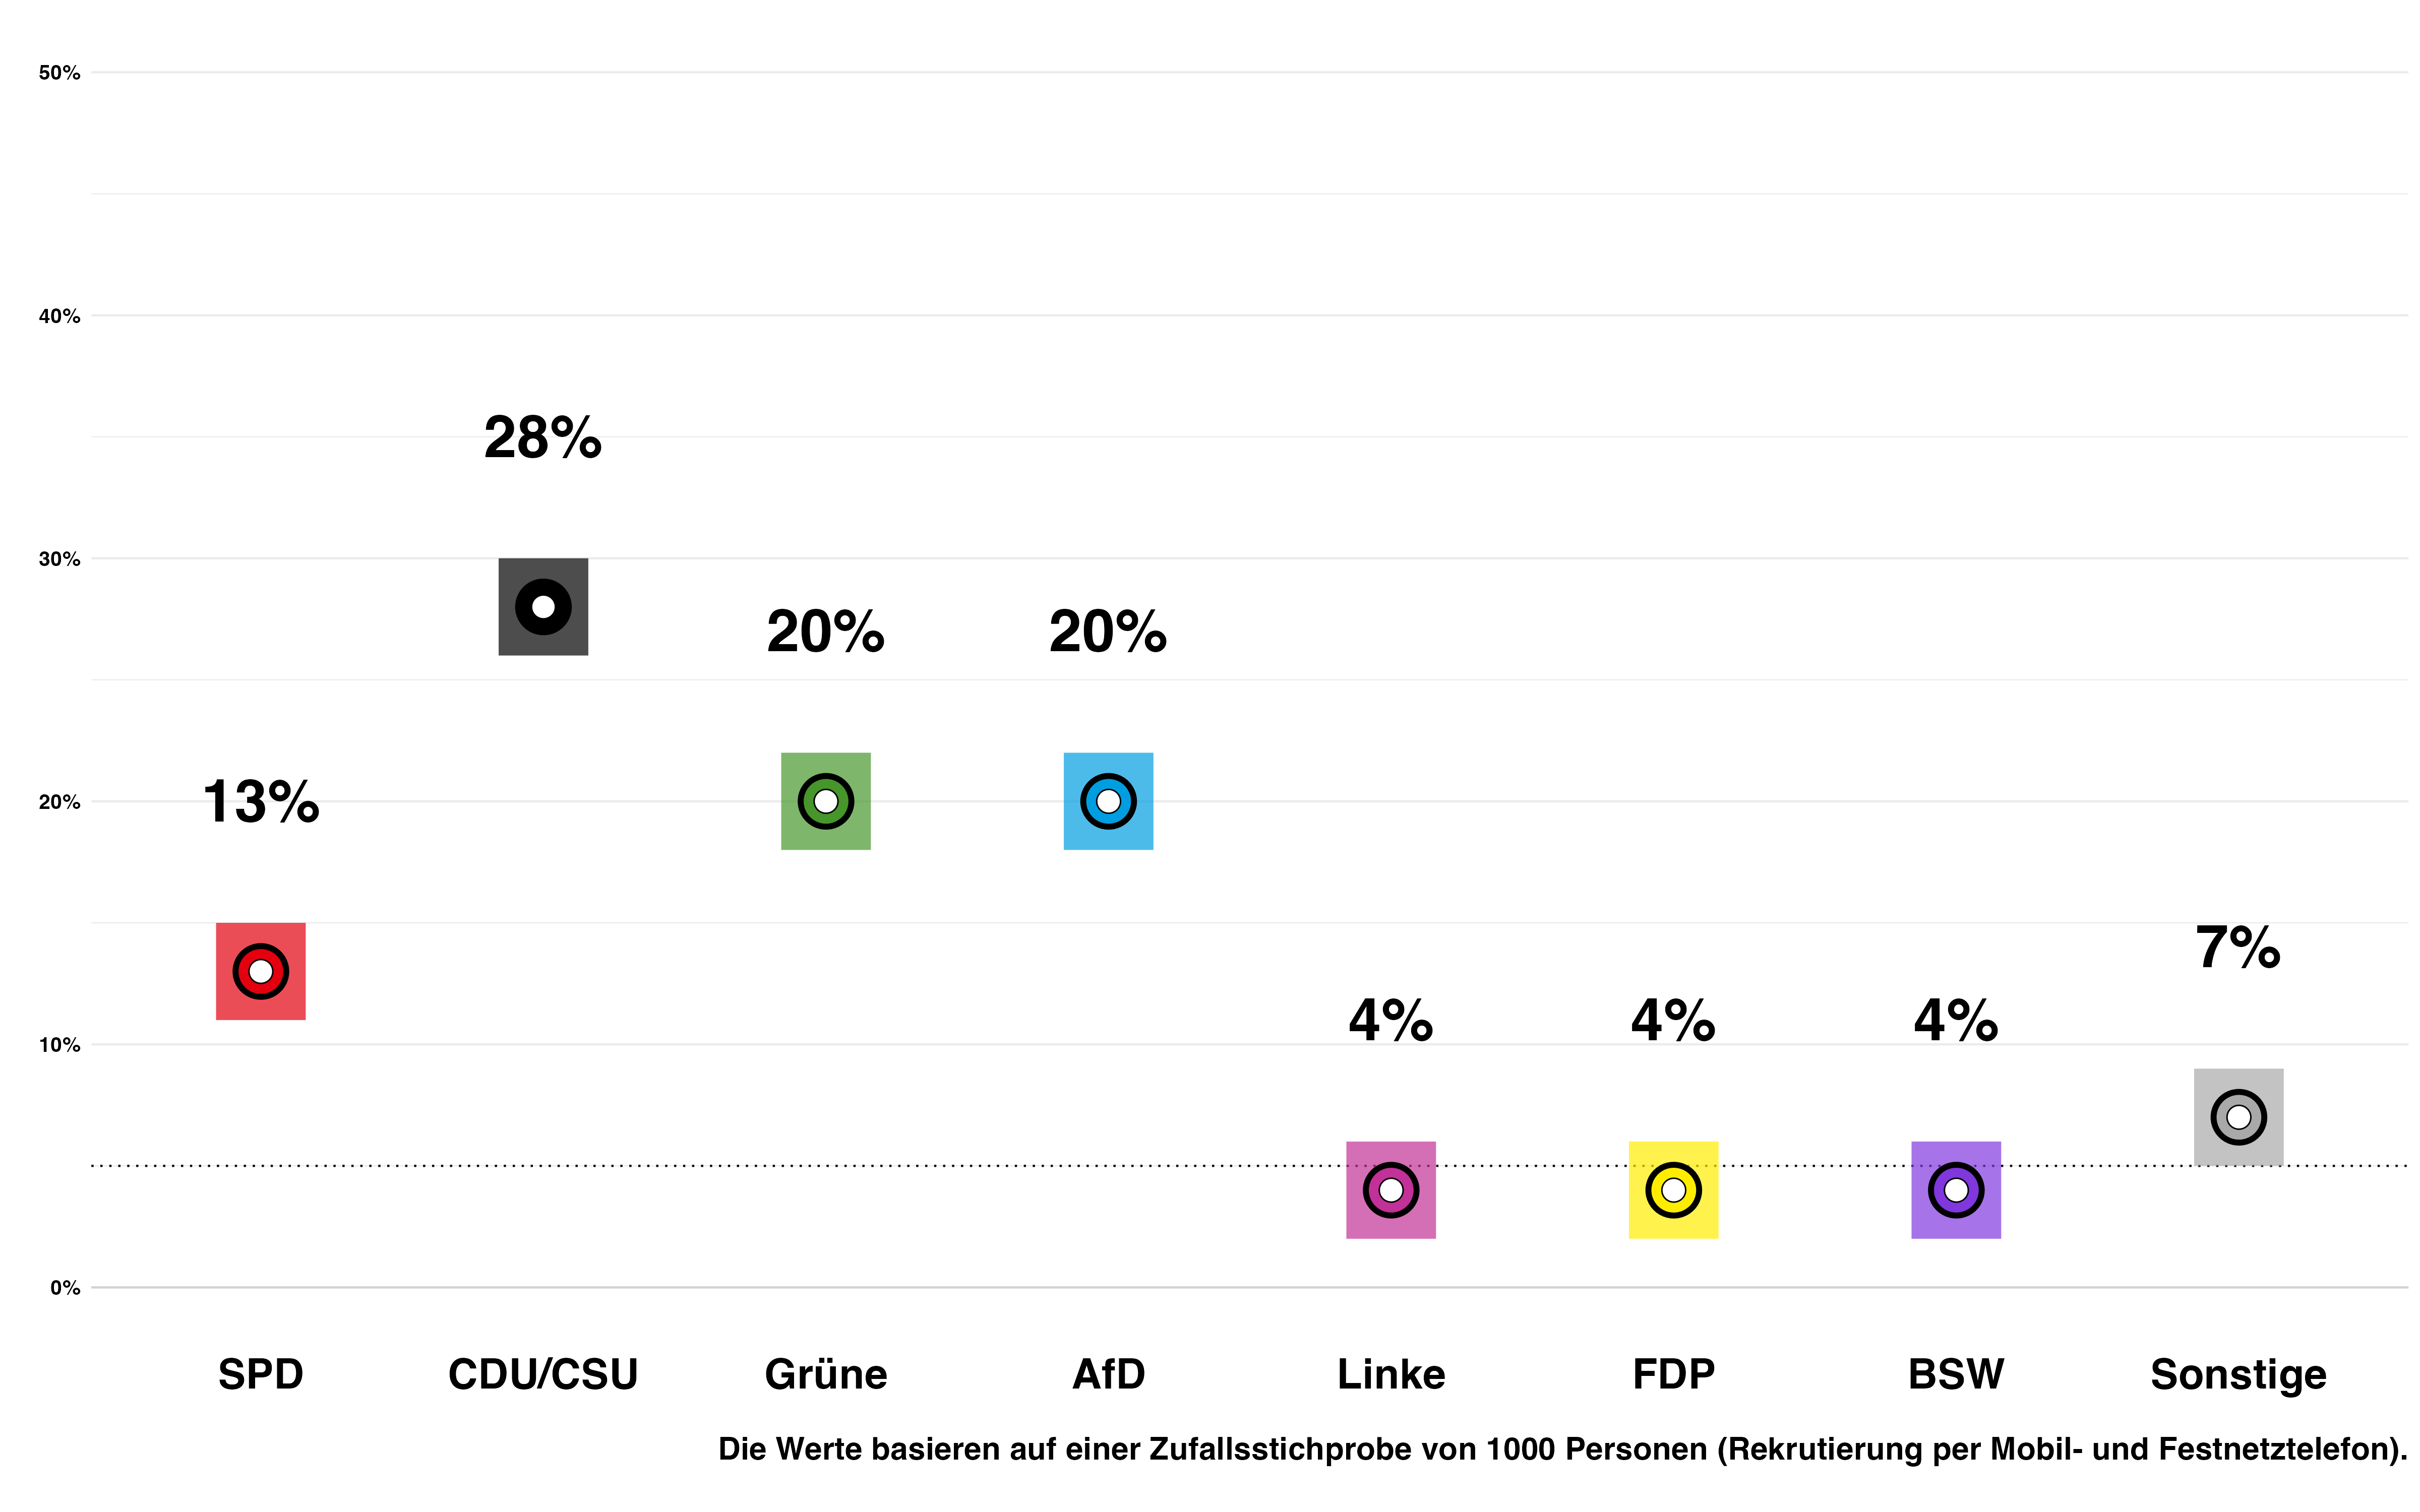 50%
40%
30%
20%
10%
0%
13%
28%
20%
20%
4%
4%
4%
7%
SPD
CDU/CSU
Grüne
AfD
Linke
FDP
BSW
Sonstige
Die Werte basieren auf einer Zufallsstichprobe von 1000 Personen (Rekrutierung per Mobil- und Festnetztelefon).